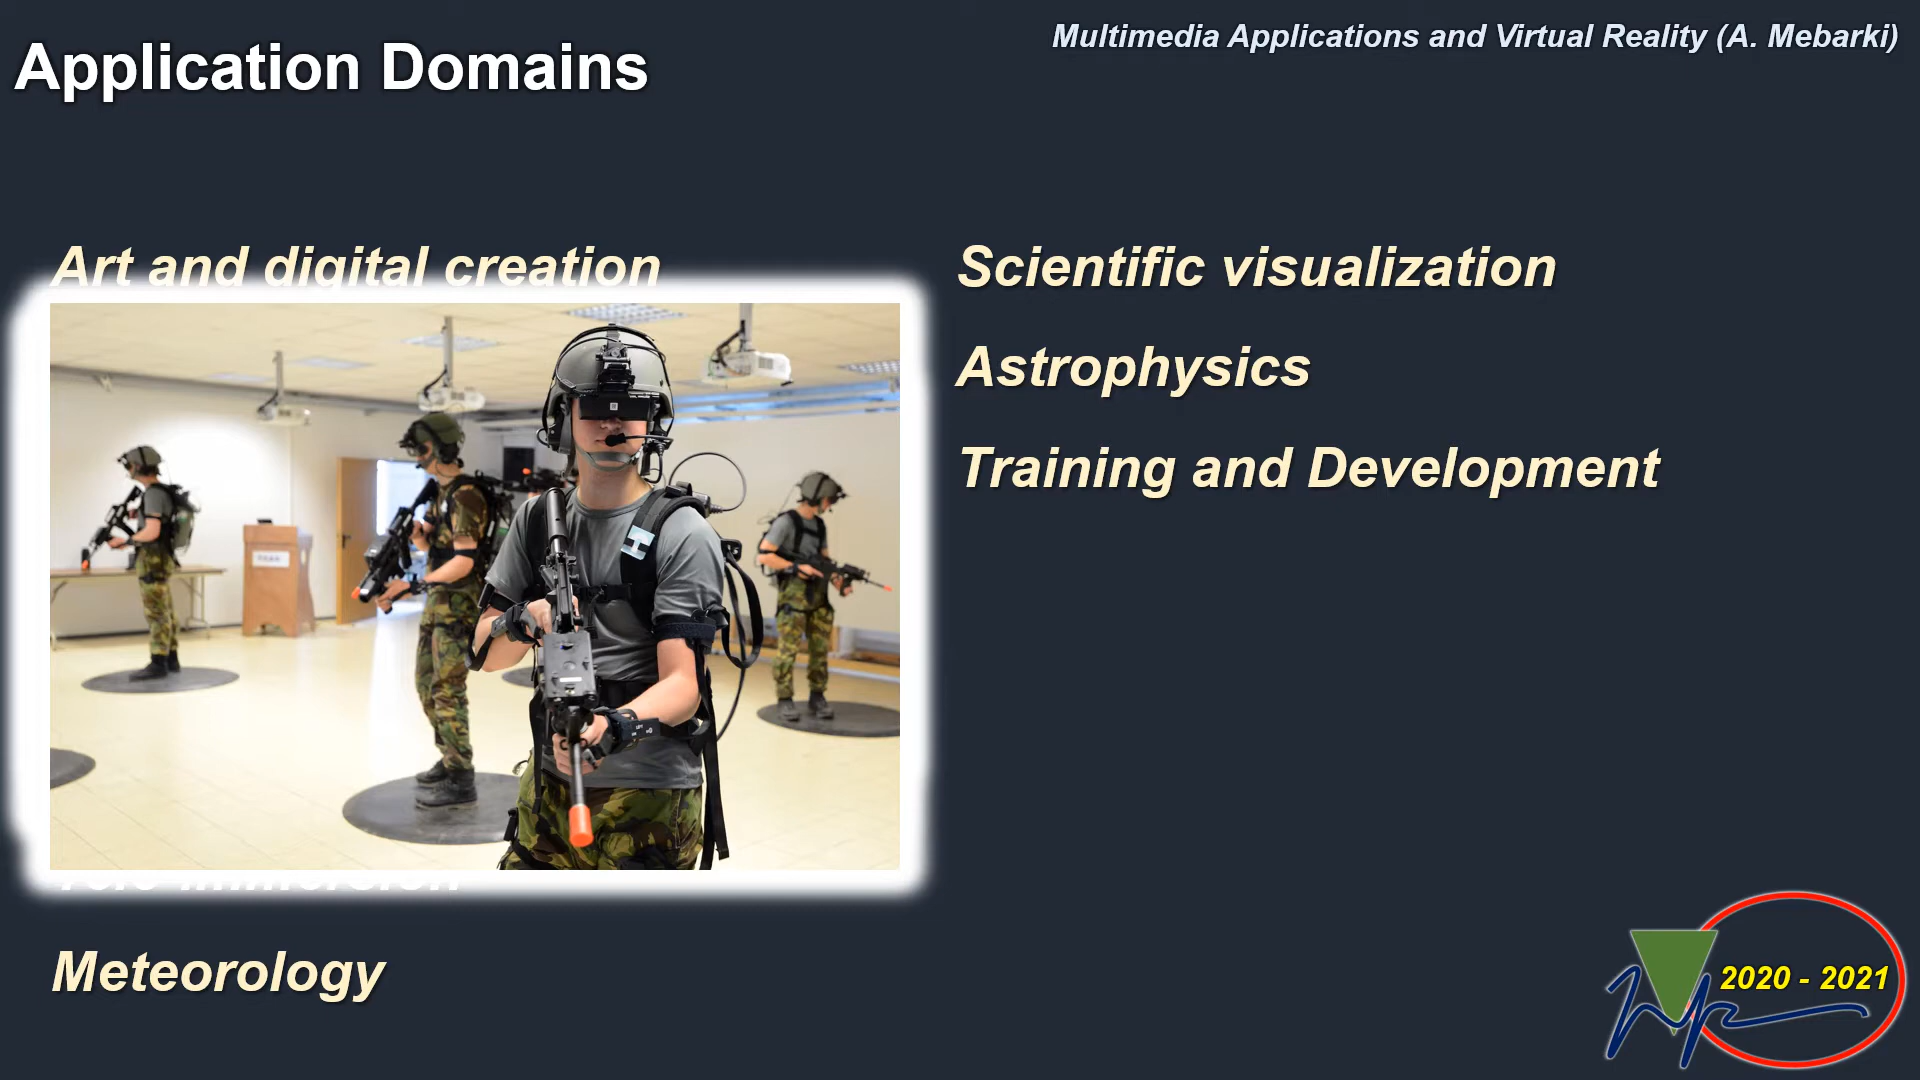 Application Domains
Multimedia Applications and Virtual Reality (A. Mebarki)
Art and digital creation
Meteorology
Scientific visualization
Astrophysics
Training and Development
2020 - 2021